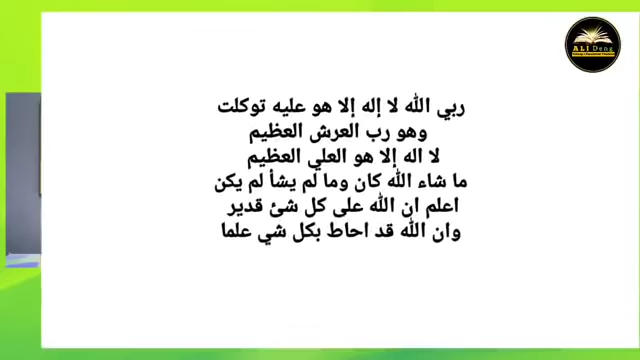 ALİ Deng
ربي الله لا إله إلا هو عليه توكلت
وهو رب العرش العظيم
لا اله إلا هو العلي العظيم
ما شاء الله كان وما لم يشأ لم يكن
اعلم ان الله على كل شئ قدير
وان الله قد احاط بكل شي علما